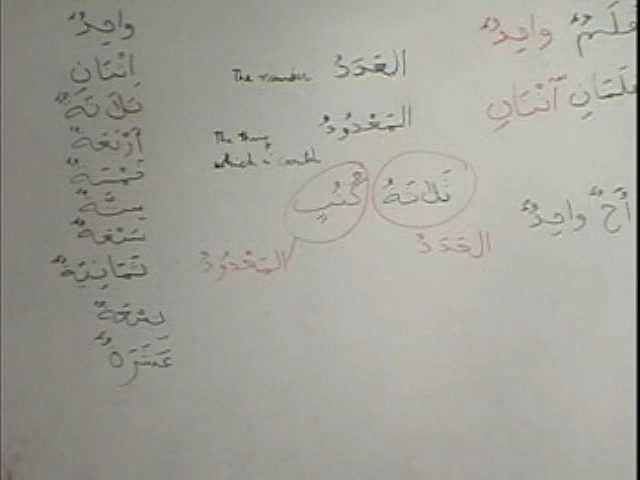 قَلَمٌ وَاحِدٌ
قَلَمَانِ اثْنَانِ
أَخٌ وَاحِدٌ
العَدَدُ The number
المَعْدُودُ The thing which is
ثَلَاثَةُ كُتُبٍ
العَدَدُ
المَعْدُودُ
وَاحِدٌ
اِثْنَانِ
ثَلَاثَةٌ
أَرْبَعَةٌ
خَمْسَةٌ
سِتَّةٌ
سَبْعَةٌ
ثَمَانِيَةٌ
تِسْعَةٌ
عَشَرَةٌ